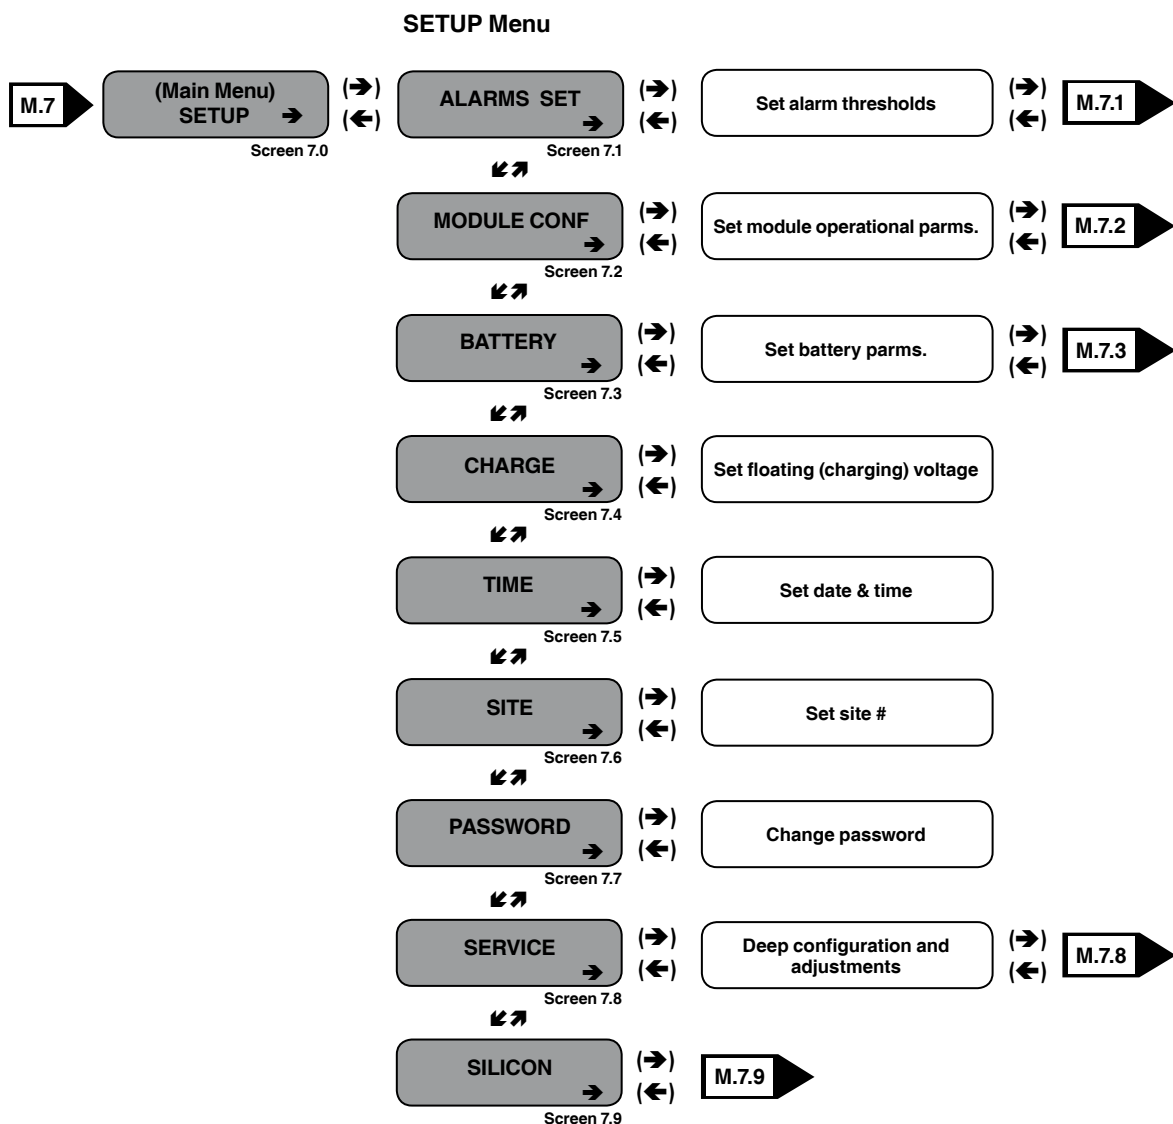 SETUP Menu
M.7
(Main Menu)
SETUP ➔
(➔)
(←)
ALARMS SET
➔
(➔)
(←)
Set alarm thresholds
(➔)
(←)
M.7.1
Screen 7.0
Screen 7.1
MODULE CONF
➔
(➔)
(←)
Set module operational parms.
(➔)
(←)
M.7.2
Screen 7.2
BATTERY
➔
(➔)
(←)
Set battery parms.
(➔)
(←)
M.7.3
Screen 7.3
CHARGE
➔
(➔)
(←)
Set floating (charging) voltage
Screen 7.4
TIME
➔
(➔)
(←)
Set date & time
Screen 7.5
SITE
➔
(➔)
(←)
Set site #
Screen 7.6
PASSWORD
➔
(➔)
(←)
Change password
Screen 7.7
SERVICE
➔
(➔)
(←)
Deep configuration and
adjustments
(➔)
(←)
M.7.8
Screen 7.8
SILICON
➔
(➔)
(←)
M.7.9
Screen 7.9